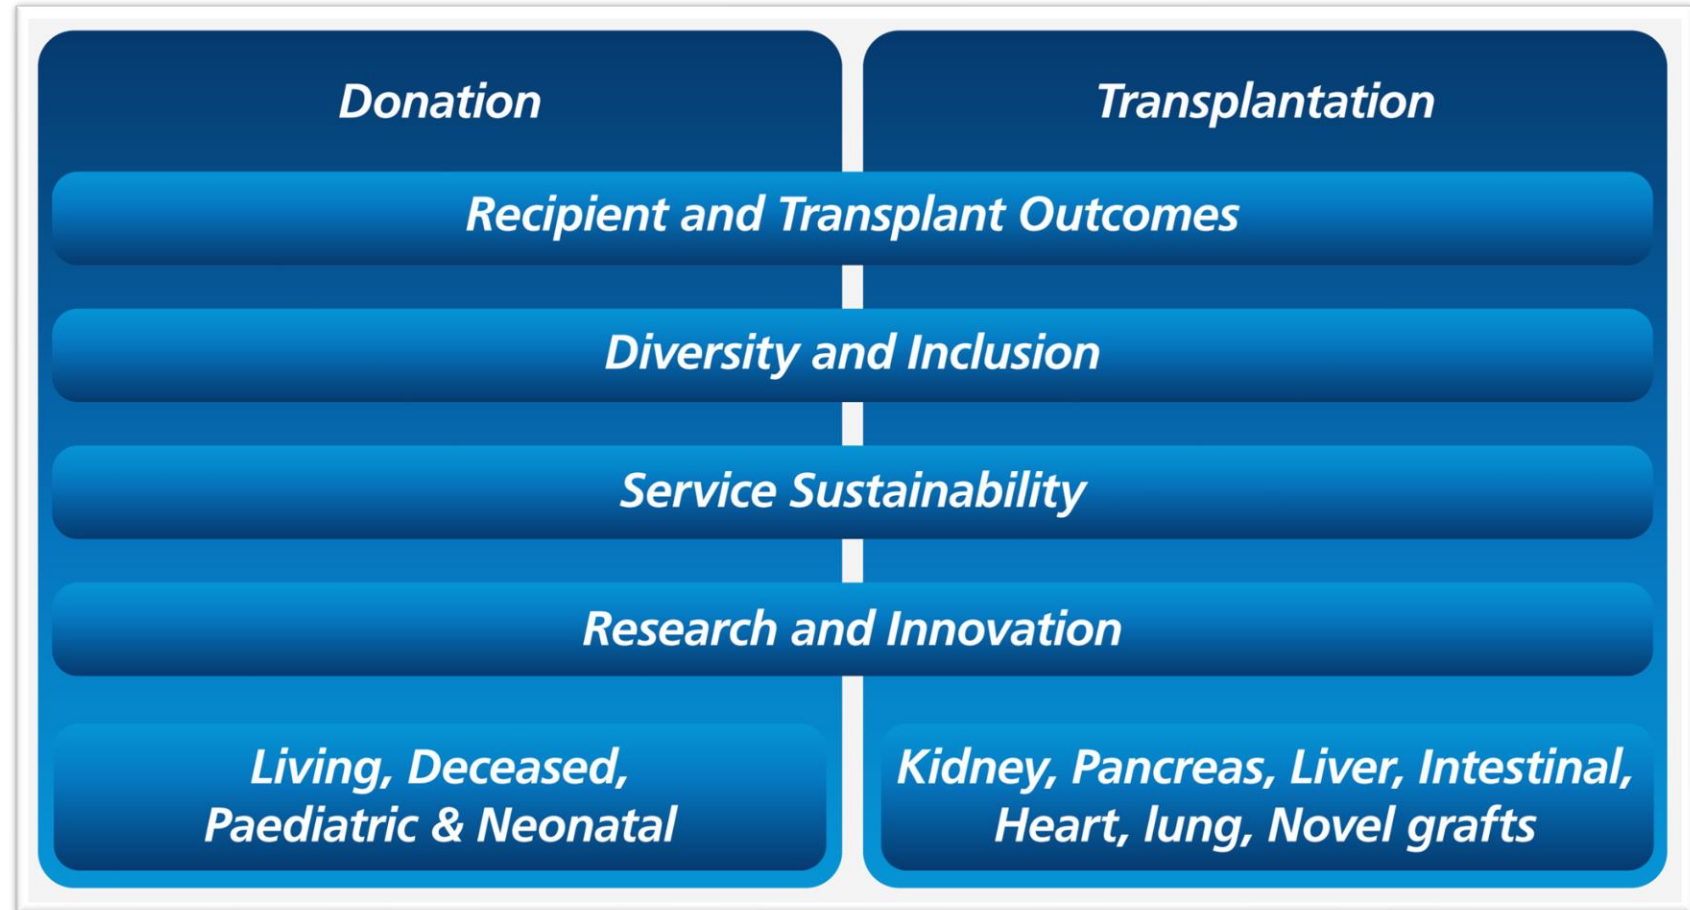 Donation
Transplantation
Recipient and Transplant Outcomes
Diversity and Inclusion
Service Sustainability
Research and Innovation
Living, Deceased,
Paediatric & Neonatal
Kidney, Pancreas, Liver, Intestinal,
Heart, lung, Novel grafts